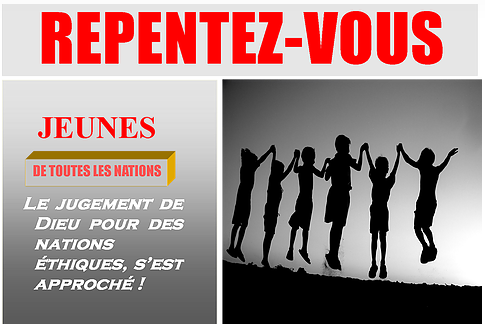 REPENTEZ-VOUS
JEUNES
DE TOUTES LES NATIONS
LE JUGEMENT DE
DIEU POUR DES
NATIONS
ÉTHIQUES, S'EST
APPROCHÉ !